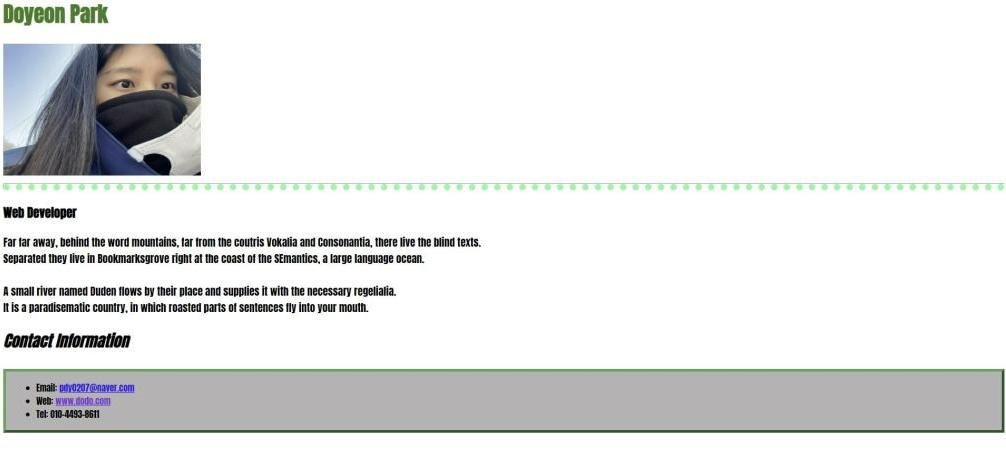 Doyeon Park
Web Developer
Far far away, behind the word mountains, far from the coutris Vokalia and Consonantia, there live the blind texts.
Separated they live in Bookmarksgrove right at the coast of the SEmantics, a large language ocean.
A small river named Duden flows by their place and supplies it with the necessary regelialia.
It is a paradisematic country, in which roasted parts of sentences fly into your mouth.
Contact Information
Email: pdy0207@naver.com
Web: www.dodo.com
Tel: 010-4493-8611